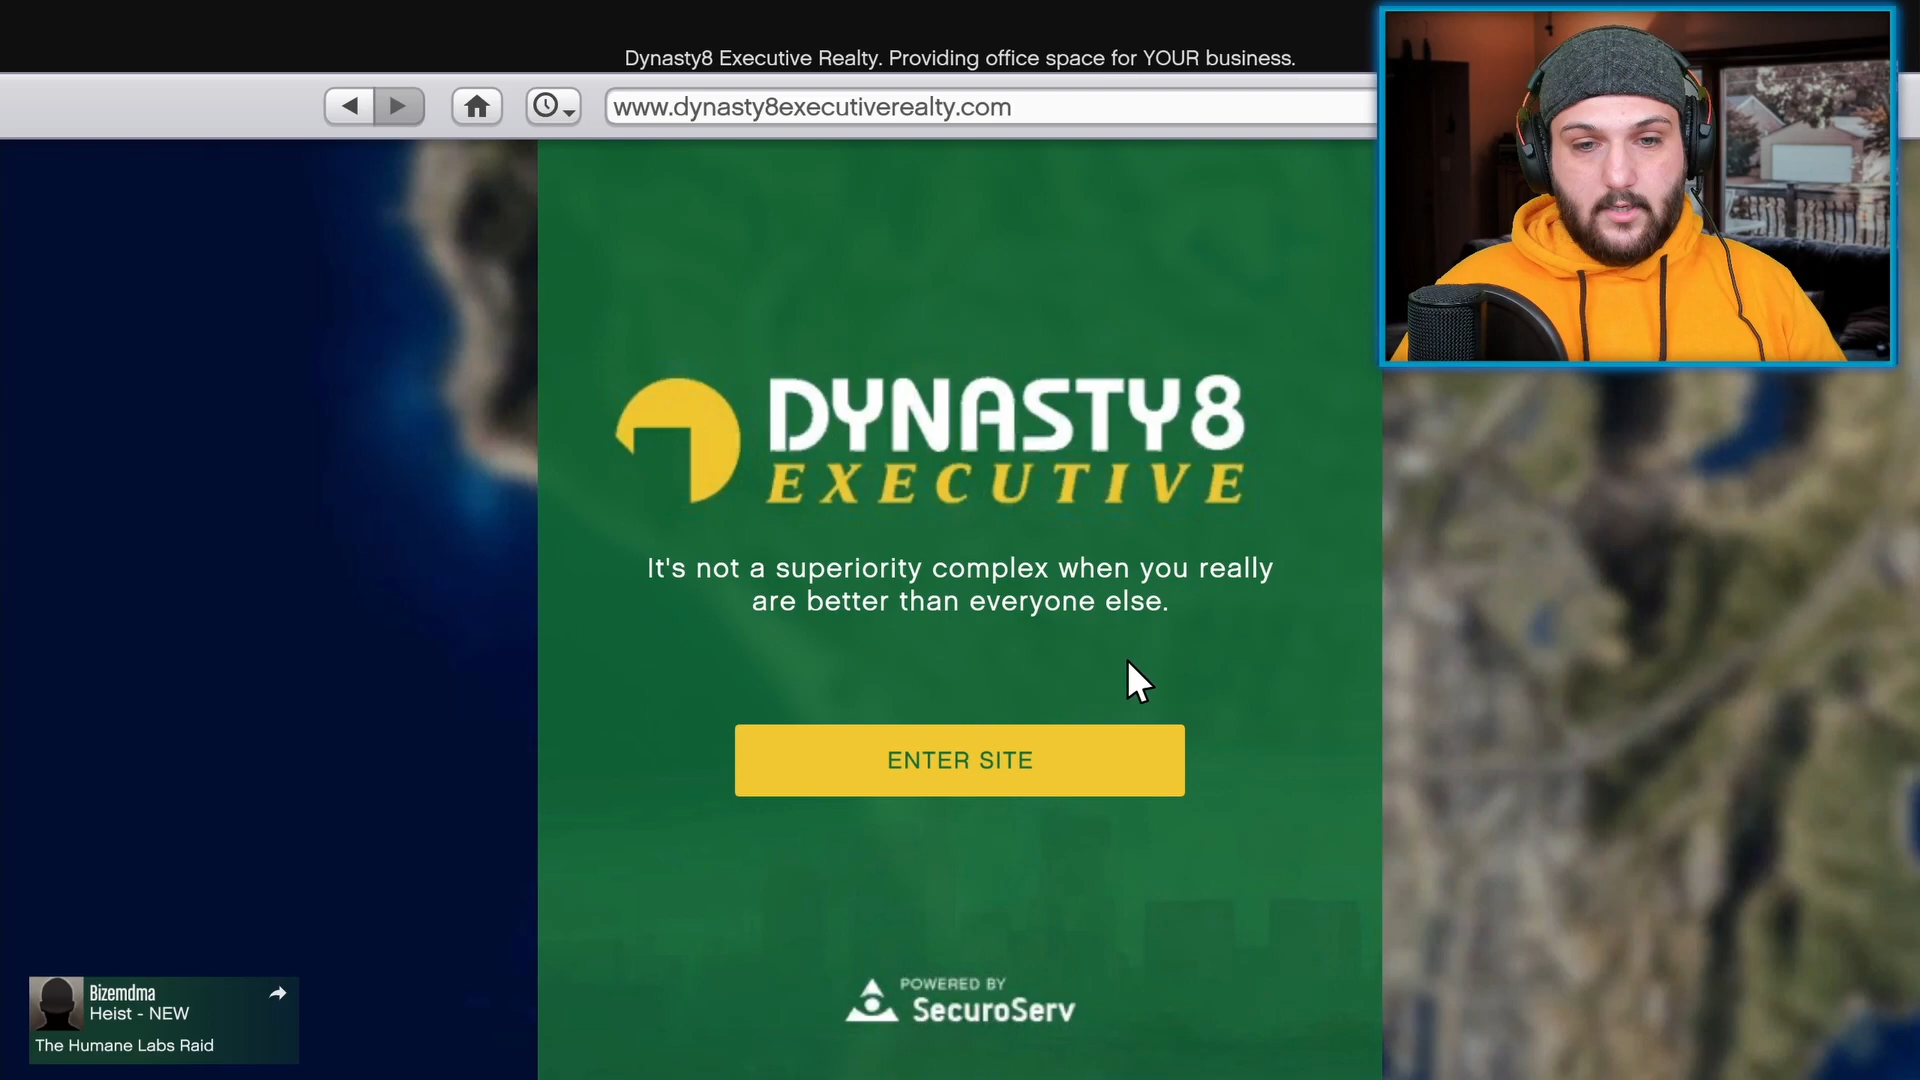 Dynasty8 Executive Realty. Providing office space for YOUR business.
www.dynasty8executiverealty.com
DYNASTY8
EXECUTIVE
It's not a superiority complex when you really
are better than everyone else.
ENTER SITE
POWERED BY
SecuroServ
Bizemdma
Heist - NEW
The Humane Labs Raid